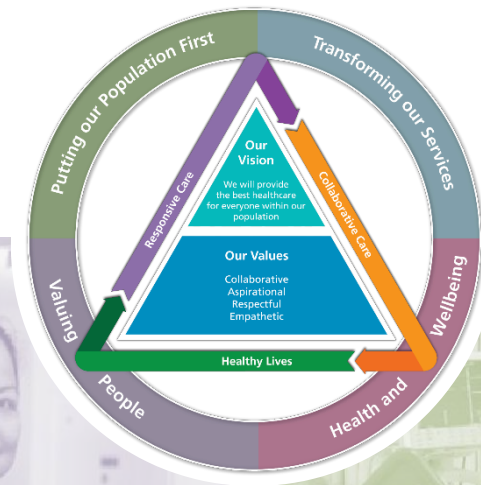 Putting our Population First
Transforming our Services
Responsive Care
Collaborative Care
Our
Vision
We will provide
the best healthcare
for everyone within our
population
Our Values
Collaborative
Aspirational
Respectful
Empathetic
Healthy Lives
Valuing
People
Health and
Wellbeing